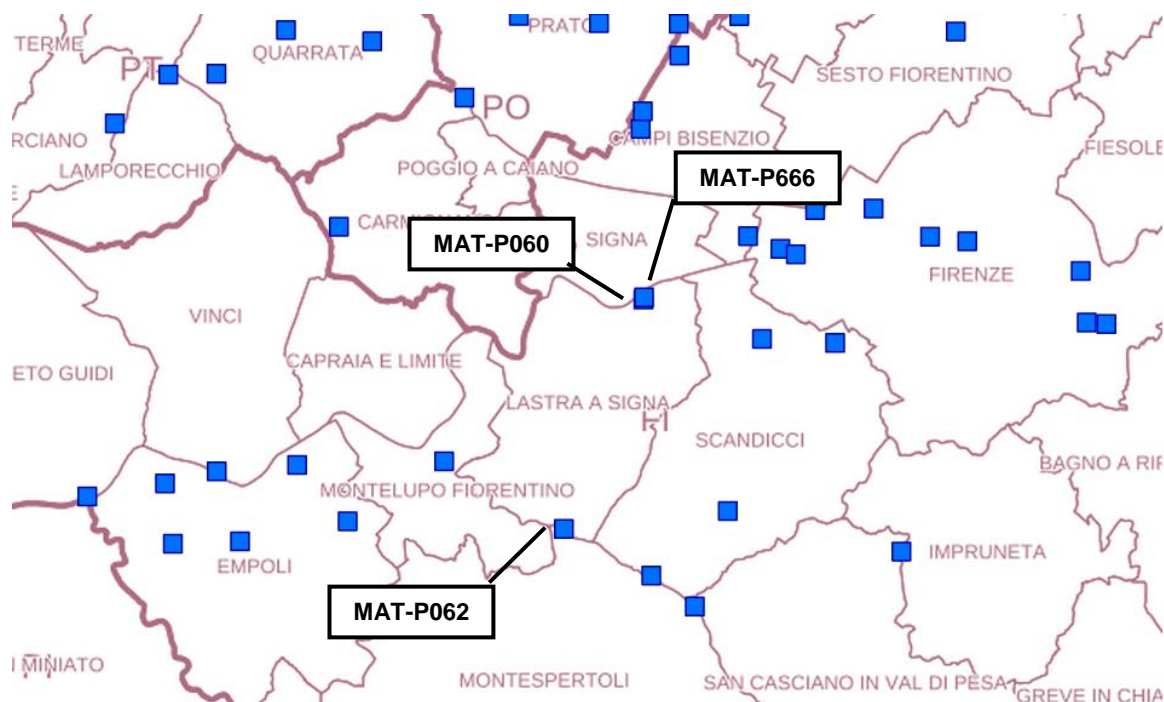 PRATO
TERME
QUARRATA
PT
SESTO FIORENTINO
PO
RCIANO
CAMPI BISENZIO
FIESOLE
LAMPORECCHIO
POGGIO A CAIANO
MAT-P666
MAT-P060
SIGNA
FIRENZE
VINCI
CAPRAIA E LIMITE
ETO GUIDI
LASTRA A SIGNA
SCANDICCI
BAGNO A RIP
MONTELUPO FIORENTINO
IMPRUNETA
EMPOLI
MAT-P062
MINIATO
MONTESPERTOLI
SAN CASCIANO IN VAL DI PESA
GREVE IN CHIA